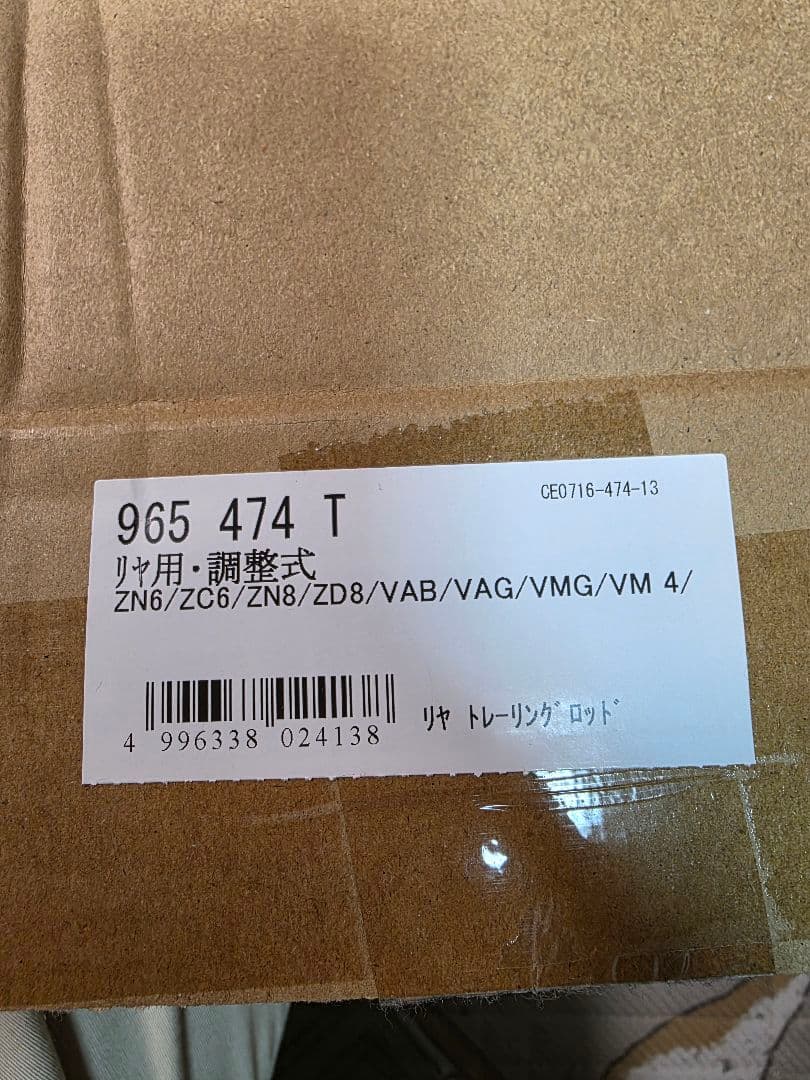 965 474 T
CE0716-474-13
ﾘﾔ用・調整式
ZN6/ZC6/ZN8/ZD8/VAB/VAG/VMG/VM 4/
4 996338 024138
ﾘﾔ ﾄﾚｰﾘﾝｸﾞﾛｯﾄﾞ